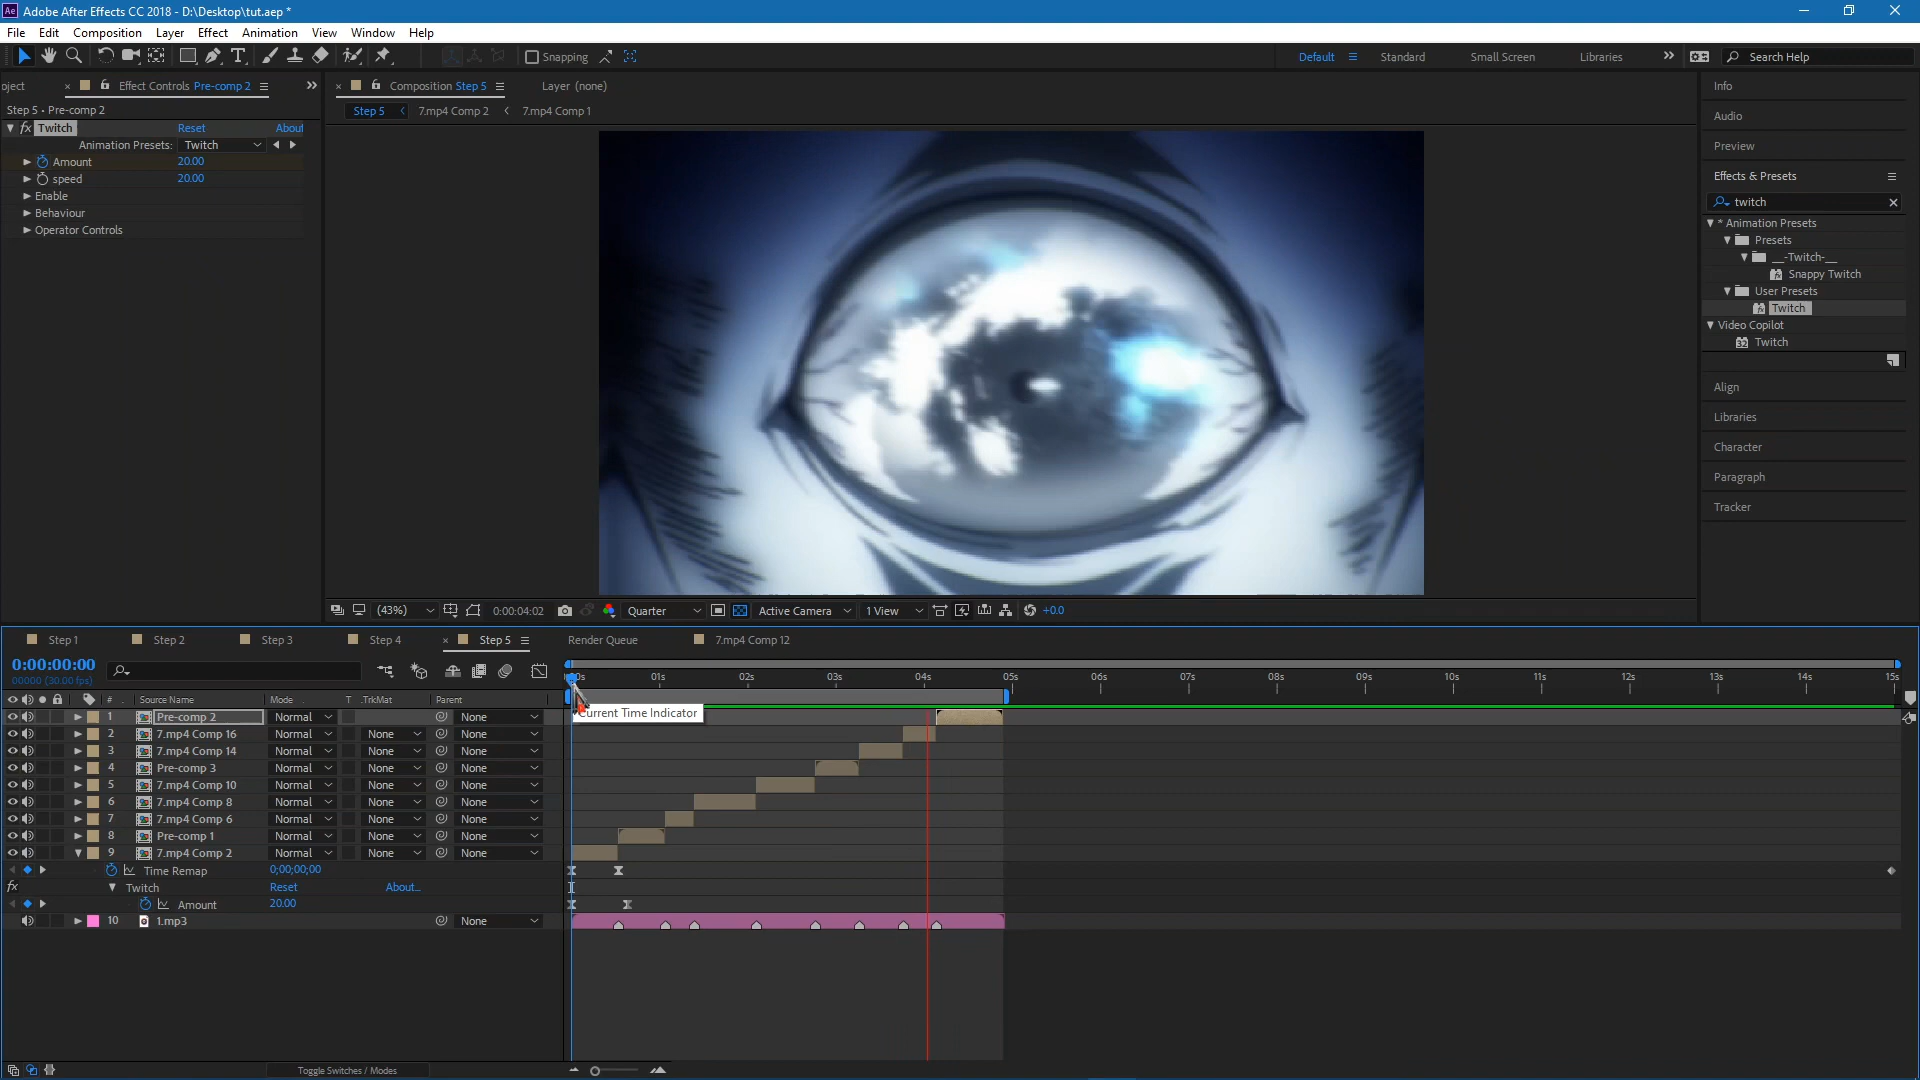 Ae Adobe After Effects CC 2018 - D:\Desktop\tut.aep *
File Edit Composition Layer Effect Animation View Window Help
Snapping Default Standard Small Screen Libraries Search Help
oject Effect Controls Pre-comp 2
Step 5 • Pre-comp 2
fx Twitch Reset About
Animation Presets: Twitch
Amount 20.00
speed 20.00
Enable
Behaviour
Operator Controls
Composition Step 5 Layer (none)
Step 5 7.mp4 Comp 2 7.mp4 Comp 1
(43%) 0:00:04:02 Quarter Active Camera 1 View +0.0
Info
Audio
Preview
Effects & Presets
twitch
* Animation Presets
Presets
__-Twitch-__
Snappy Twitch
User Presets
Twitch
Video Copilot
32 Twitch
Align
Libraries
Character
Paragraph
Tracker
Step 1 Step 2 Step 3 Step 4 Step 5 Render Queue 7.mp4 Comp 12
0:00:00:00
00000 (30.00 fps)
0s 01s 02s 03s 04s 05s 06s 07s 08s 09s 10s 11s 12s 13s 14s 15s
# Source Name Mode T .TrkMat Parent
Current Time Indicator
1 Pre-comp 2 Normal None
2 7.mp4 Comp 16 Normal None None
3 7.mp4 Comp 14 Normal None None
4 Pre-comp 3 Normal None None
5 7.mp4 Comp 10 Normal None None
6 7.mp4 Comp 8 Normal None None
7 7.mp4 Comp 6 Normal None None
8 Pre-comp 1 Normal None None
9 7.mp4 Comp 2 Normal None None
Time Remap 0;00;00;00
fx Twitch Reset About...
Amount 20.00
10 1.mp3 None
Toggle Switches / Modes